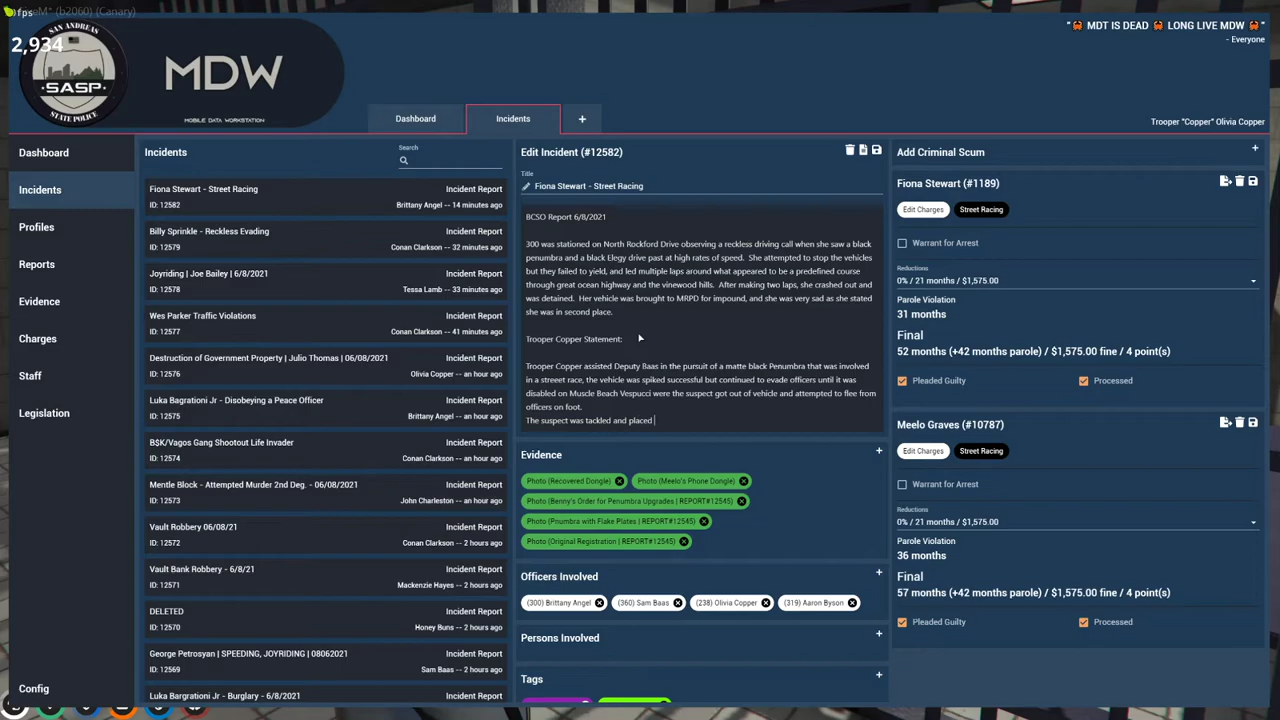 (b2060) (Canary)
fps
2,934
SAN ANDREAS
SASP
STATE POLICE
MDW
MOBILE DATA WORKSTATION
" MDT IS DEAD LONG LIVE MDW "
- Everyone
Dashboard
Incidents
+
Trooper "Copper" Olivia Copper
Dashboard
Incidents
Profiles
Reports
Evidence
Charges
Staff
Legislation
Config
Incidents
Search
Fiona Stewart - Street Racing
Incident Report
ID: 12582
Brittany Angel -- 14 minutes ago
Billy Sprinkle - Reckless Evading
Incident Report
ID: 12579
Conan Clarkson -- 32 minutes ago
Joyriding | Joe Bailey | 6/8/2021
Incident Report
ID: 12578
Tessa Lamb -- 33 minutes ago
Wes Parker Traffic Violations
Incident Report
ID: 12577
Conan Clarkson -- 41 minutes ago
Destruction of Government Property | Julio Thomas | 06/08/2021
Incident Report
ID: 12576
Olivia Copper -- an hour ago
Luka Bagrationi Jr - Disobeying a Peace Officer
Incident Report
ID: 12575
Brittany Angel -- an hour ago
B$K/Vagos Gang Shootout Life Invader
Incident Report
ID: 12574
Conan Clarkson -- an hour ago
Mentle Block - Attempted Murder 2nd Deg. - 06/08/2021
Incident Report
ID: 12573
John Charleston -- an hour ago
Vault Robbery 06/08/21
Incident Report
ID: 12572
Conan Clarkson -- 2 hours ago
Vault Bank Robbery - 6/8/21
Incident Report
ID: 12571
Mackenzie Hayes -- 2 hours ago
DELETED
Incident Report
ID: 12570
Honey Buns -- 2 hours ago
George Petrosyan | SPEEDING, JOYRIDING | 08062021
Incident Report
ID: 12569
Sam Baas -- 2 hours ago
Luka Bargrationi Jr - Burglary - 6/8/2021
Incident Report
Edit Incident (#12582)
Title
Fiona Stewart - Street Racing
BCSO Report 6/8/2021
300 was stationed on North Rockford Drive observing a reckless driving call when she saw a black
penumbra and a black Elegy drive past at high rates of speed. She attempted to stop the vehicles
but they failed to yield, and led multiple laps around what appeared to be a predefined course
through great ocean highway and the vinewood hills. After making two laps, she crashed out and
was detained. Her vehicle was brought to MRPD for impound, and she was very sad as she stated
she was in second place.
Trooper Copper Statement:
Trooper Copper assisted Deputy Baas in the pursuit of a matte black Penumbra that was involved
in a streeet race, the vehicle was spiked successful but continued to evade officers until it was
disabled on Muscle Beach Vespucci were the suspect got out of vehicle and attempted to flee from
officers on foot.
The suspect was tackled and placed
Evidence
Photo (Recovered Dongle)
Photo (Meelo's Phone Dongle)
Photo (Benny's Order for Penumbra Upgrades | REPORT#12545)
Photo (Pnumbra with Flake Plates | REPORT#12545)
Photo (Original Registration | REPORT#12545)
Officers Involved
(300) Brittany Angel
(360) Sam Baas
(238) Olivia Copper
(319) Aaron Byson
Persons Involved
Tags
Add Criminal Scum
Fiona Stewart (#1189)
Edit Charges
Street Racing
Warrant for Arrest
Reductions
0% / 21 months / $1,575.00
Parole Violation
31 months
Final
52 months (+42 months parole) / $1,575.00 fine / 4 point(s)
Pleaded Guilty
Processed
Meelo Graves (#10787)
Edit Charges
Street Racing
Warrant for Arrest
Reductions
0% / 21 months / $1,575.00
Parole Violation
36 months
Final
57 months (+42 months parole) / $1,575.00 fine / 4 point(s)
Pleaded Guilty
Processed